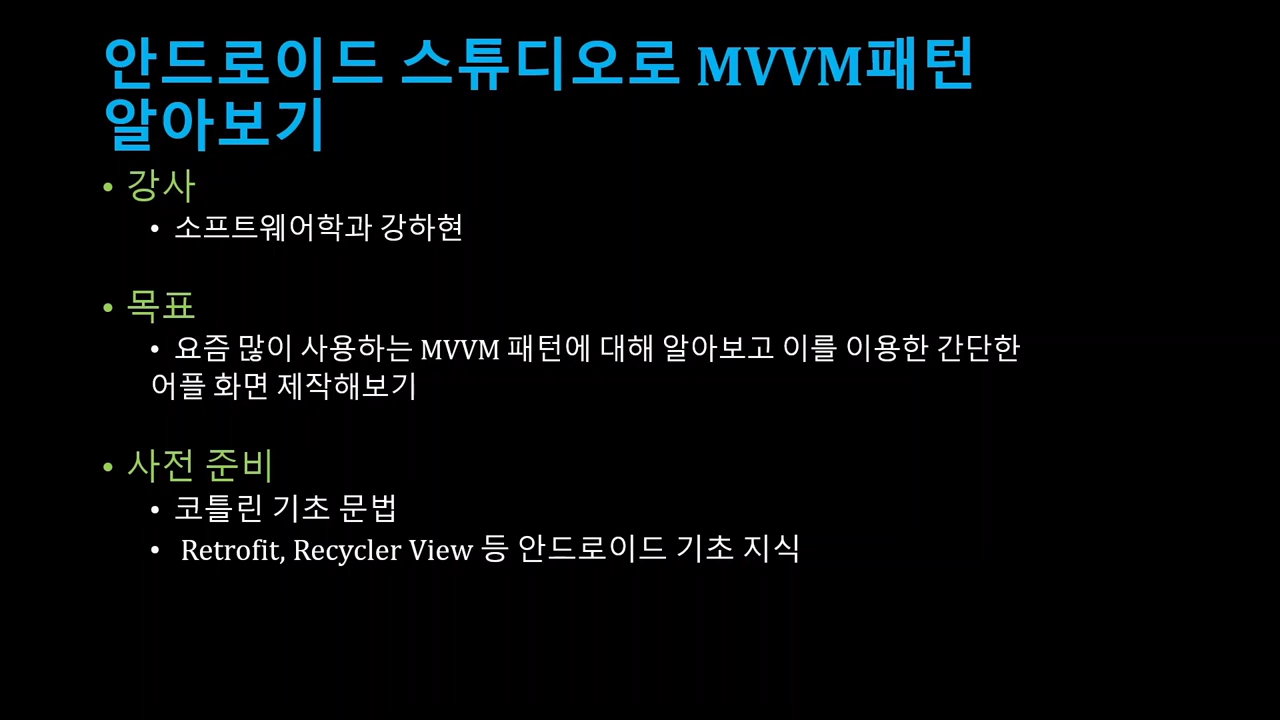 안드로이드 스튜디오로 MVVM패턴
알아보기
• 강사
• 소프트웨어학과 강하현
• 목표
• 요즘 많이 사용하는 MVVM 패턴에 대해 알아보고 이를 이용한 간단한
어플 화면 제작해보기
• 사전 준비
• 코틀린 기초 문법
• Retrofit, Recycler View 등 안드로이드 기초 지식